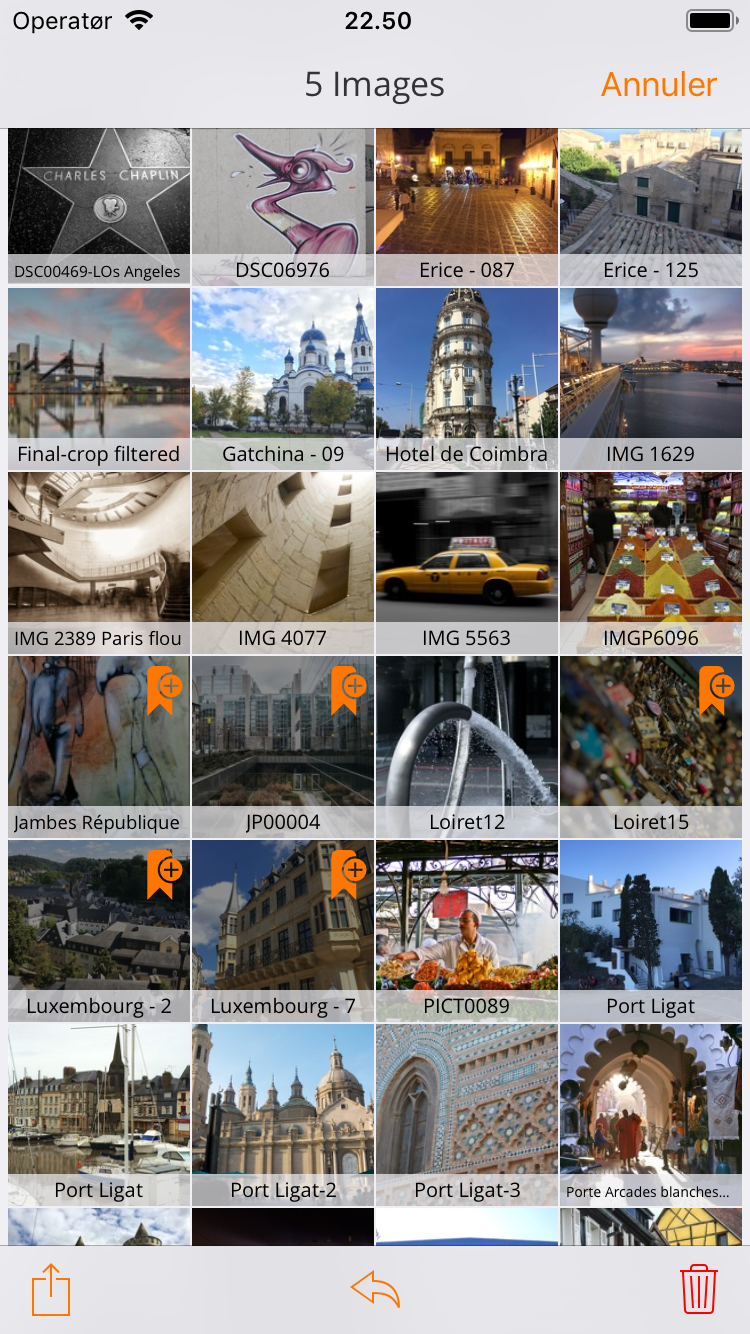 Operatør 22.50
5 Images Annuler
CHARLES CHAPLIN
DSC00469-LOs Angeles DSC06976 Erice - 087 Erice - 125
Final-crop filtered Gatchina - 09 Hotel de Coimbra IMG 1629
IMG 2389 Paris flou IMG 4077 IMG 5563 IMGP6096
Jambes République JP00004 Loiret12 Loiret15
Luxembourg - 2 Luxembourg - 7 PICT0089 Port Ligat
Port Ligat Port Ligat-2 Port Ligat-3 Porte Arcades blanches...